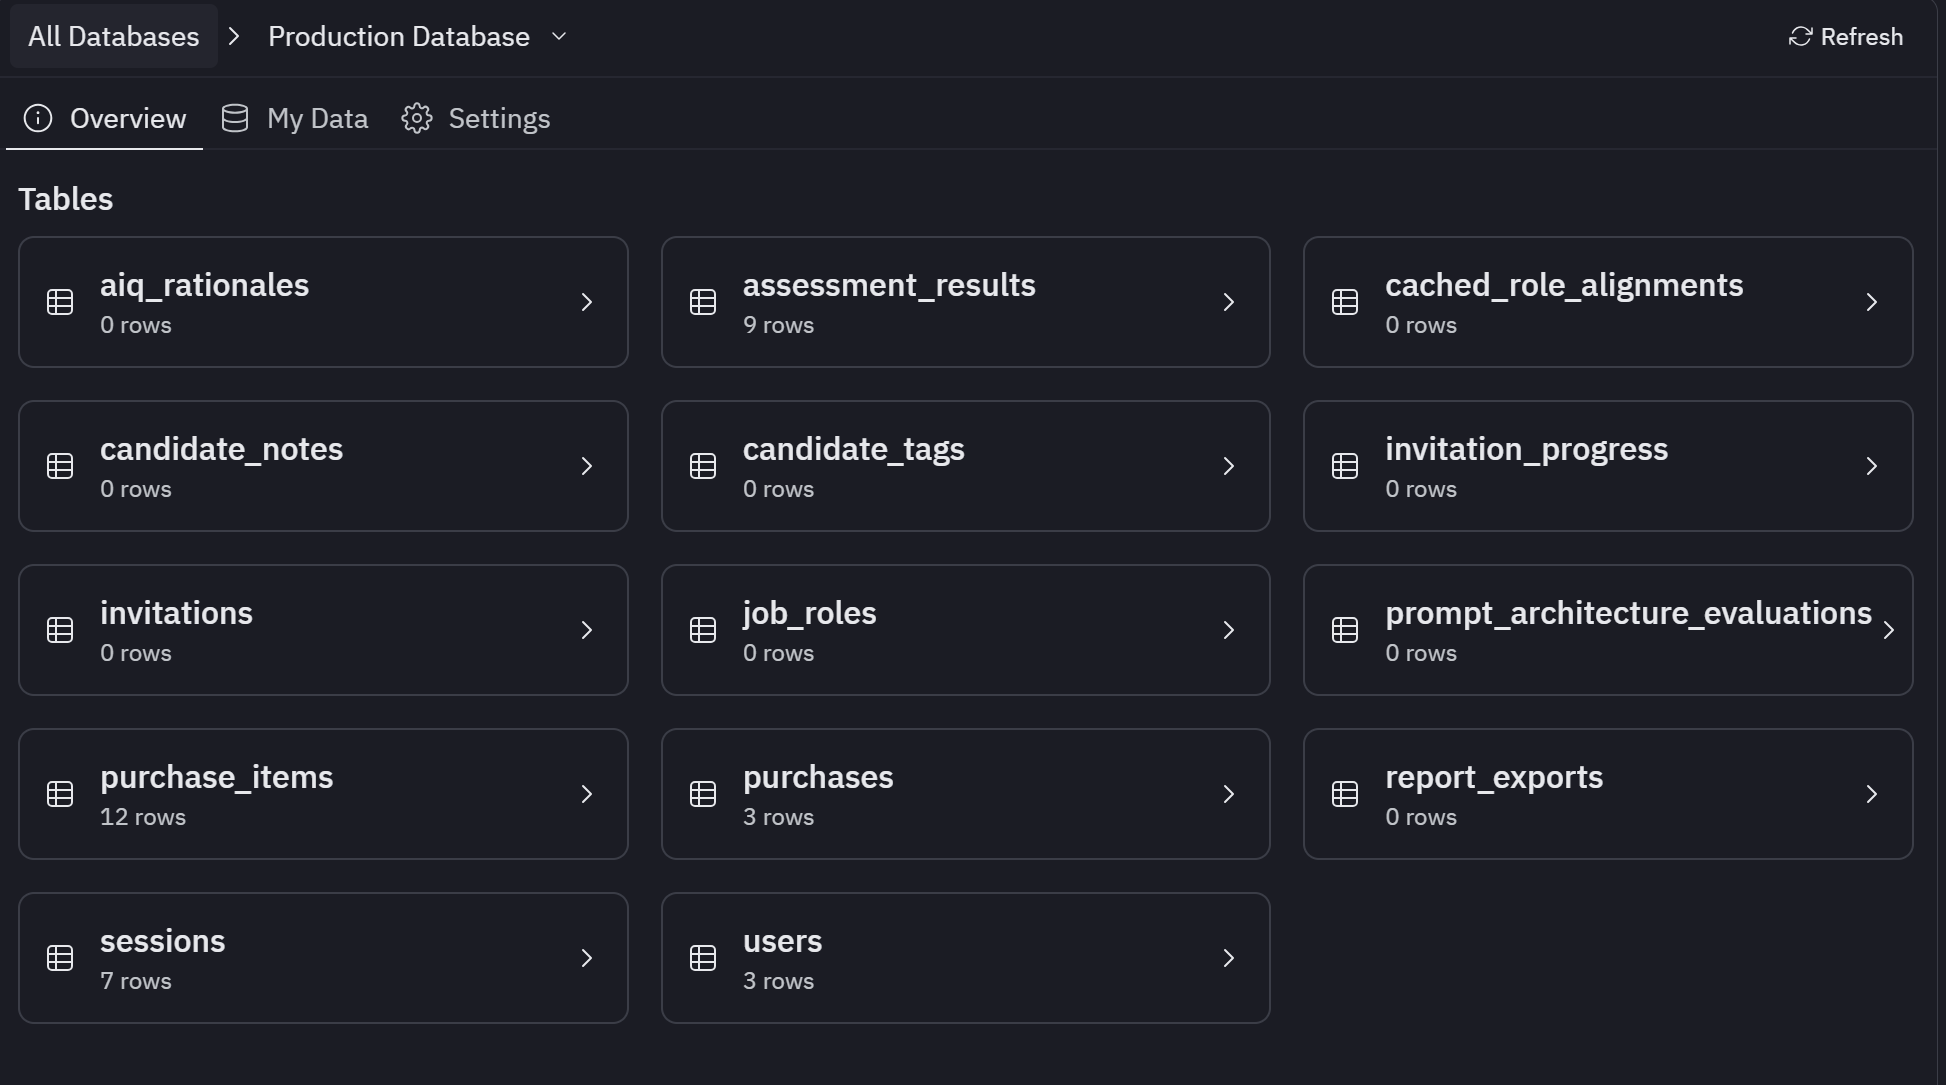 All Databases
Production Database
Refresh
Overview
My Data
Settings
Tables
aiq_rationales
0 rows
assessment_results
9 rows
cached_role_alignments
0 rows
candidate_notes
0 rows
candidate_tags
0 rows
invitation_progress
0 rows
invitations
0 rows
job_roles
0 rows
prompt_architecture_evaluations
0 rows
purchase_items
12 rows
purchases
3 rows
report_exports
0 rows
sessions
7 rows
users
3 rows